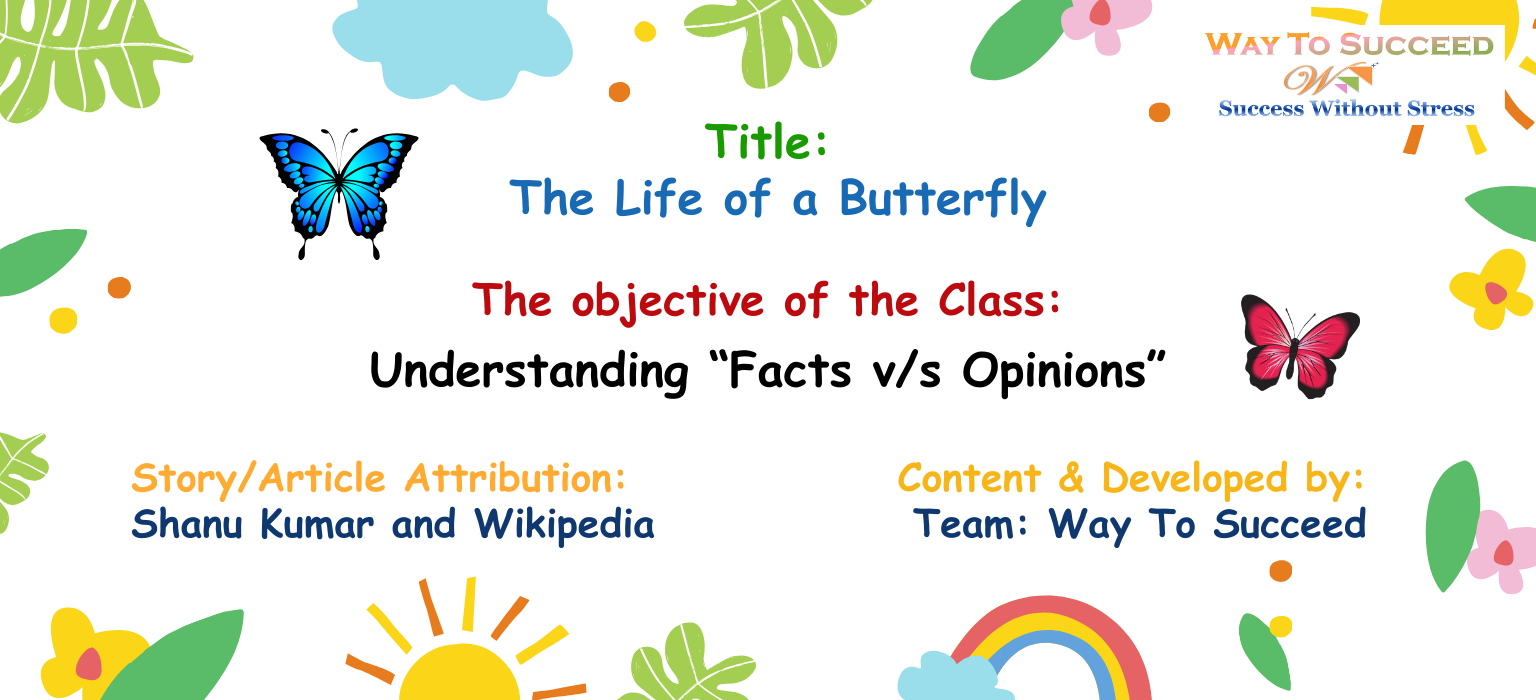 WAY TO SUCCEED
W
Success Without Stress
Title:
The Life of a Butterfly
The objective of the Class:
Understanding “Facts v/s Opinions”
Story/Article Attribution:
Shanu Kumar and Wikipedia
Content & Developed by:
Team: Way To Succeed